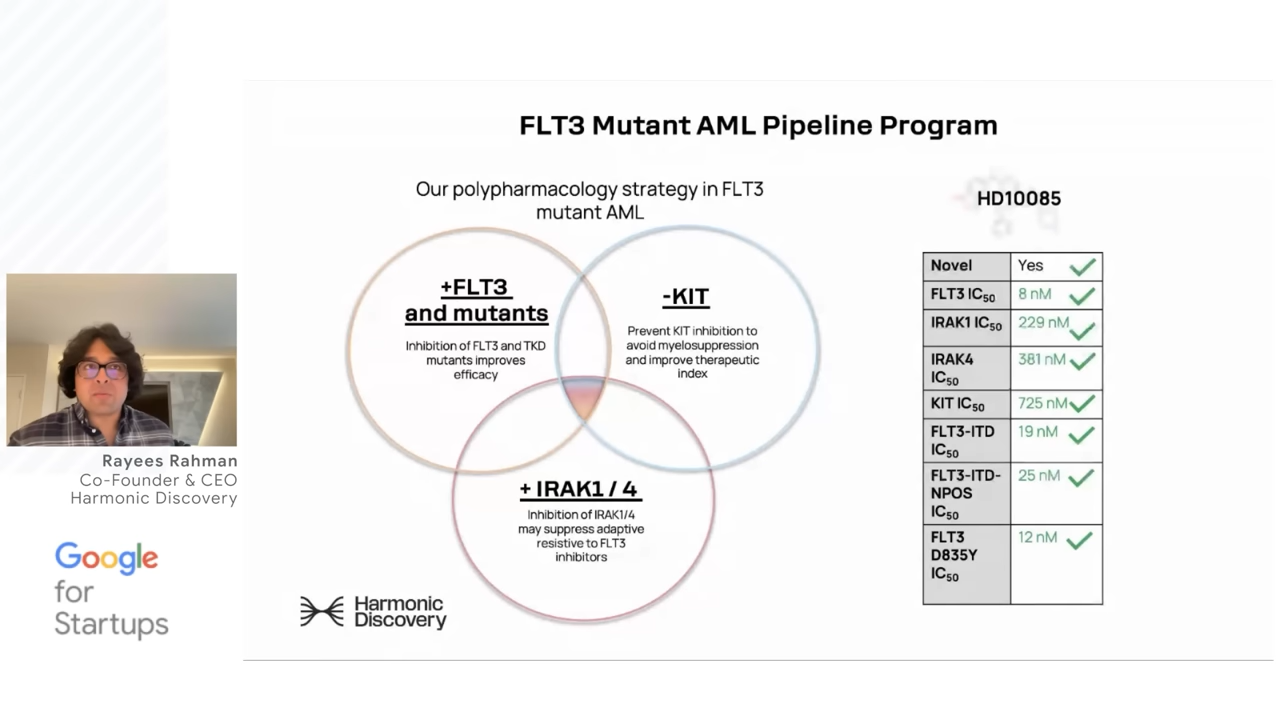 FLT3 Mutant AML Pipeline Program
Our polypharmacology strategy in FLT3
mutant AML
+FLT3
and mutants
Inhibition of FLT3 and TKD
mutants improves
efficacy
-KIT
Prevent KIT inhibition to
avoid myelosuppression
and improve therapeutic
index
+ IRAK1 / 4
Inhibition of IRAK1/4
may suppress adaptive
resistive to FLT3
inhibitors
Harmonic
Discovery
HD10085
Novel Yes
FLT3 IC50 8 nM
IRAK1 IC50 229 nM
IRAK4 381 nM
IC50
KIT IC50 725 nM
FLT3-ITD 19 nM
IC50
FLT3-ITD- 25 nM
NPOS
IC50
FLT3 12 nM
D835Y
IC50
Rayees Rahman
Co-Founder & CEO
Harmonic Discovery
Google
for
Startups